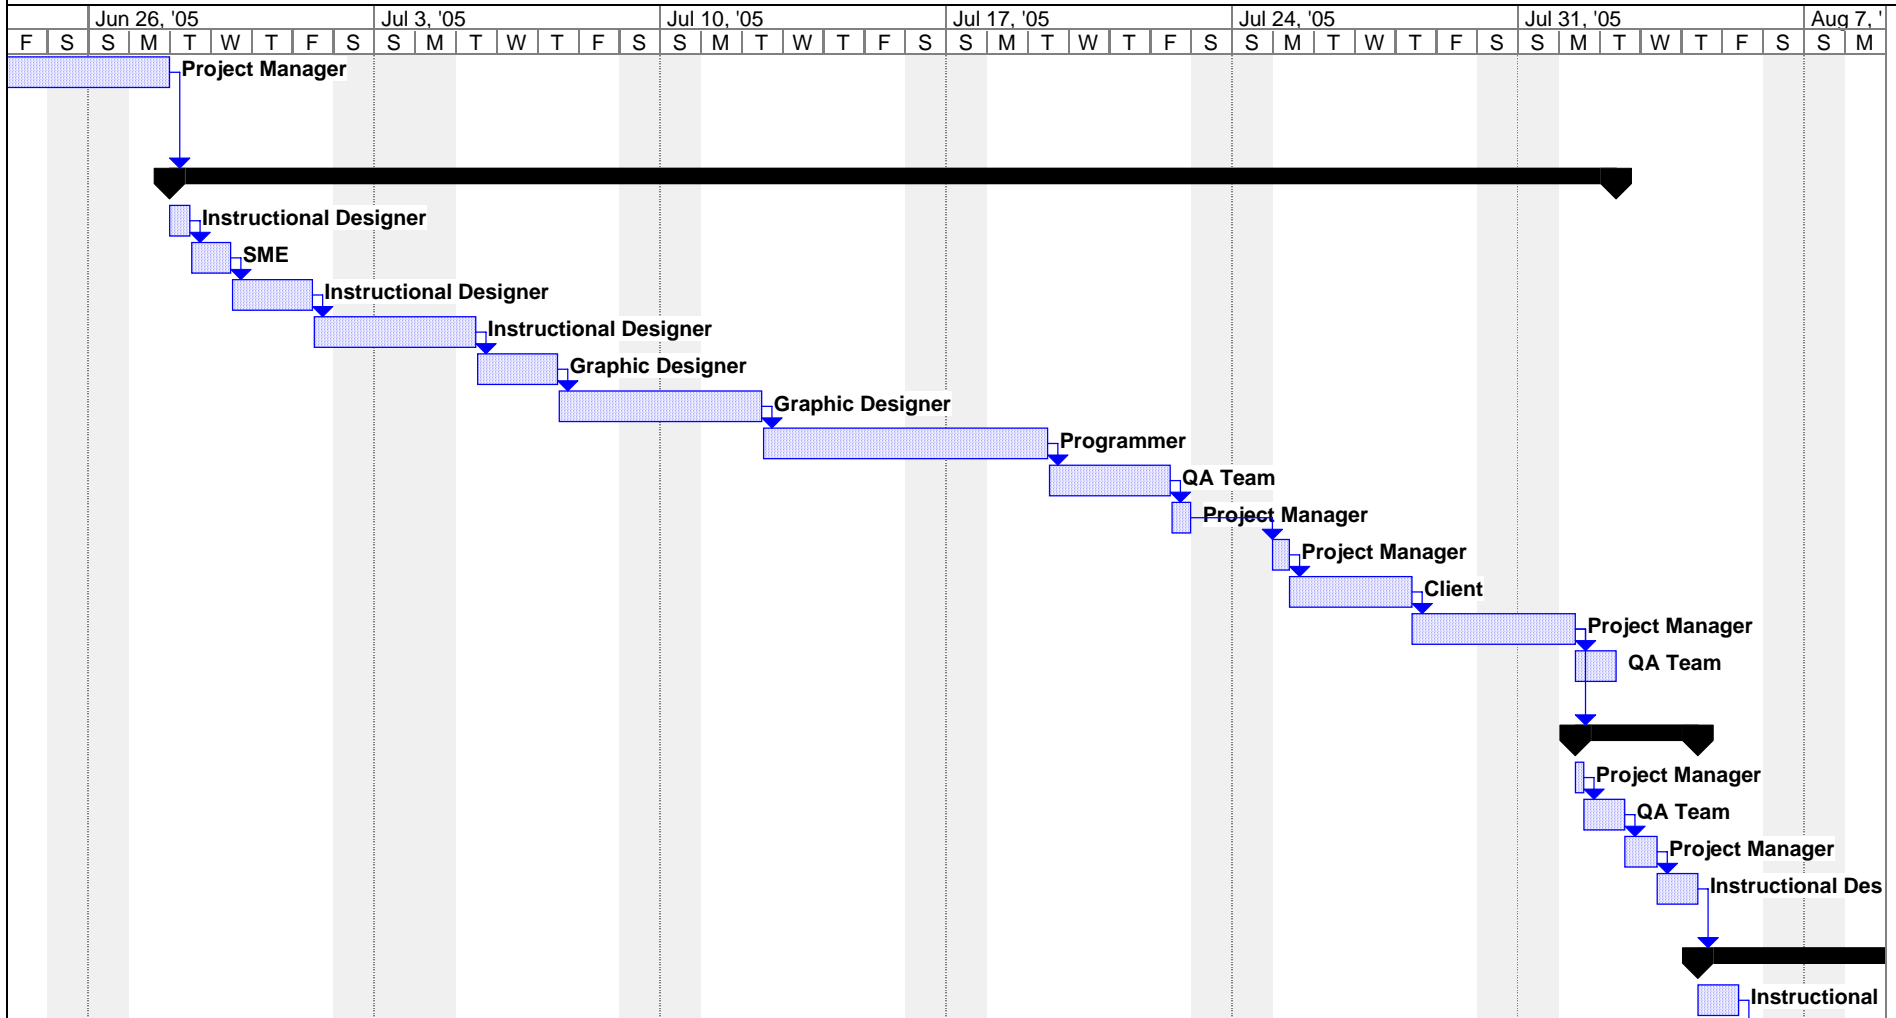 Jun 26, '05 Jul 3, '05 Jul 10, '05 Jul 17, '05 Jul 24, '05 Jul 31, '05 Aug 7, '
F S S M T W T F S S M T W T F S S M T W T F S S M T W T F S S M T W T F S S M T W T F S S M
Project Manager
Instructional Designer
SME
Instructional Designer
Instructional Designer
Graphic Designer
Graphic Designer
Programmer
QA Team
Project Manager
Project Manager
Client
Project Manager
QA Team
Project Manager
QA Team
Project Manager
Instructional Des
Instructional